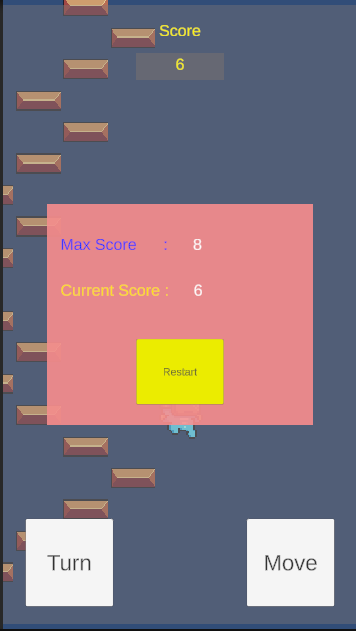 Score
6
Max Score : 8
Current Score : 6
Restart
Turn
Move